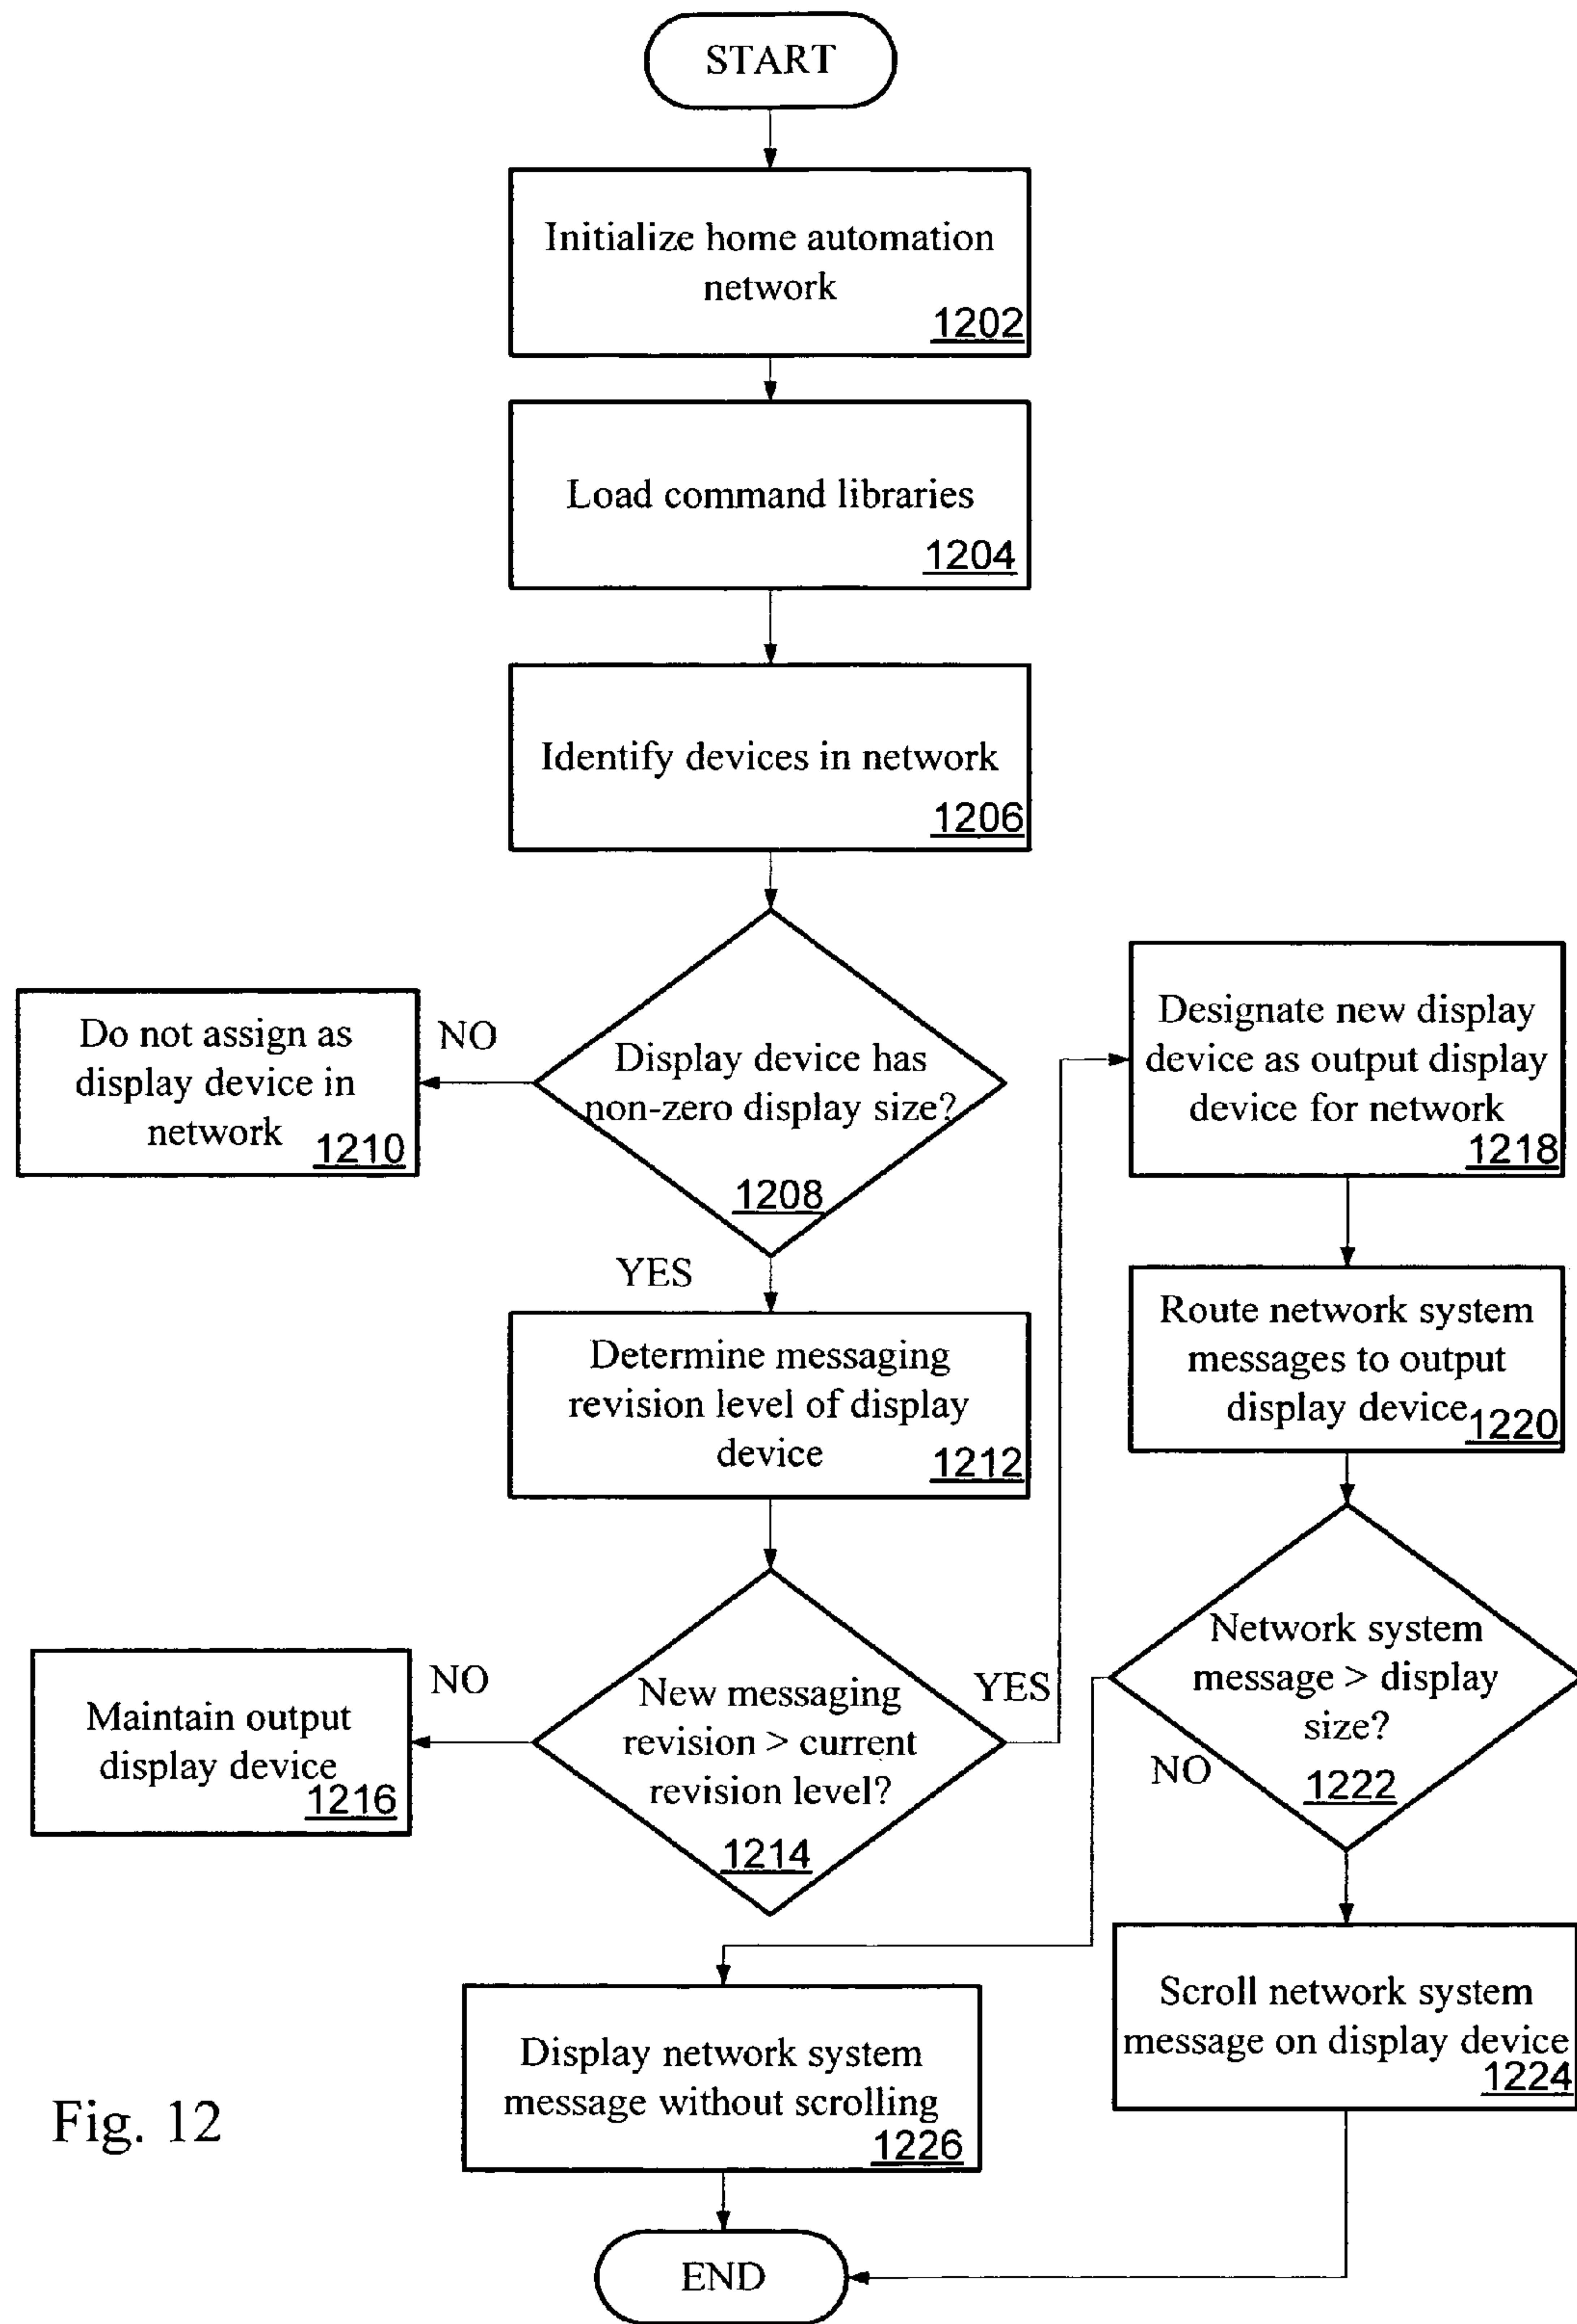 START
Initialize home automation
network
1202
Load command libraries
1204
Identify devices in network
1206
Display device has
non-zero display size?
1208
NO
Do not assign as
display device in
network
1210
YES
Determine messaging
revision level of display
device
1212
New messaging
revision > current
revision level?
1214
NO
Maintain output
display device
1216
YES
Designate new display
device as output display
device for network
1218
Route network system
messages to output
display device
1220
Network system
message > display
size?
1222
NO
Scroll network system
message on display device
1224
Display network system
message without scrolling
1226
END
Fig. 12